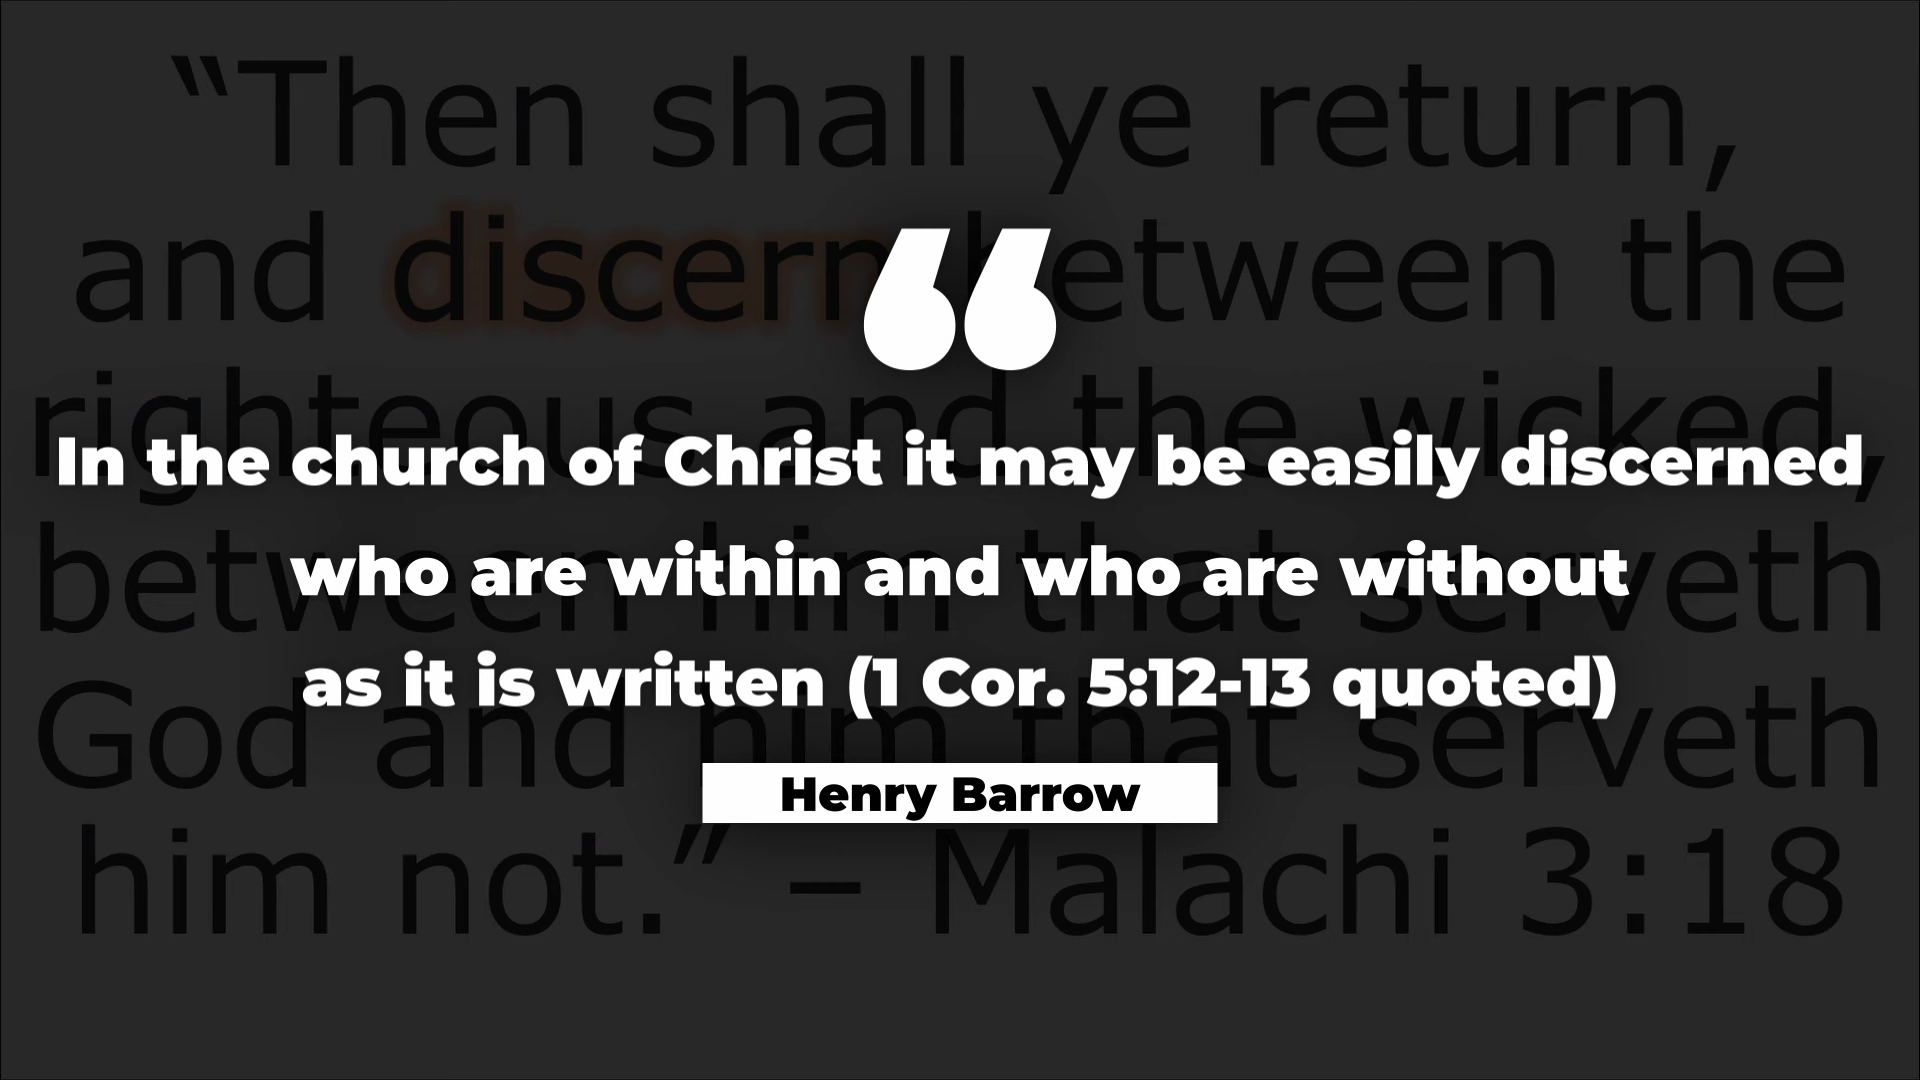 “Then shall ye return,
and discern between the
righteous and the wicked,
between him that serveth
God and him that serveth
him not.” – Malachi 3:18
“
In the church of Christ it may be easily discerned
who are within and who are without
as it is written (1 Cor. 5:12-13 quoted)
Henry Barrow